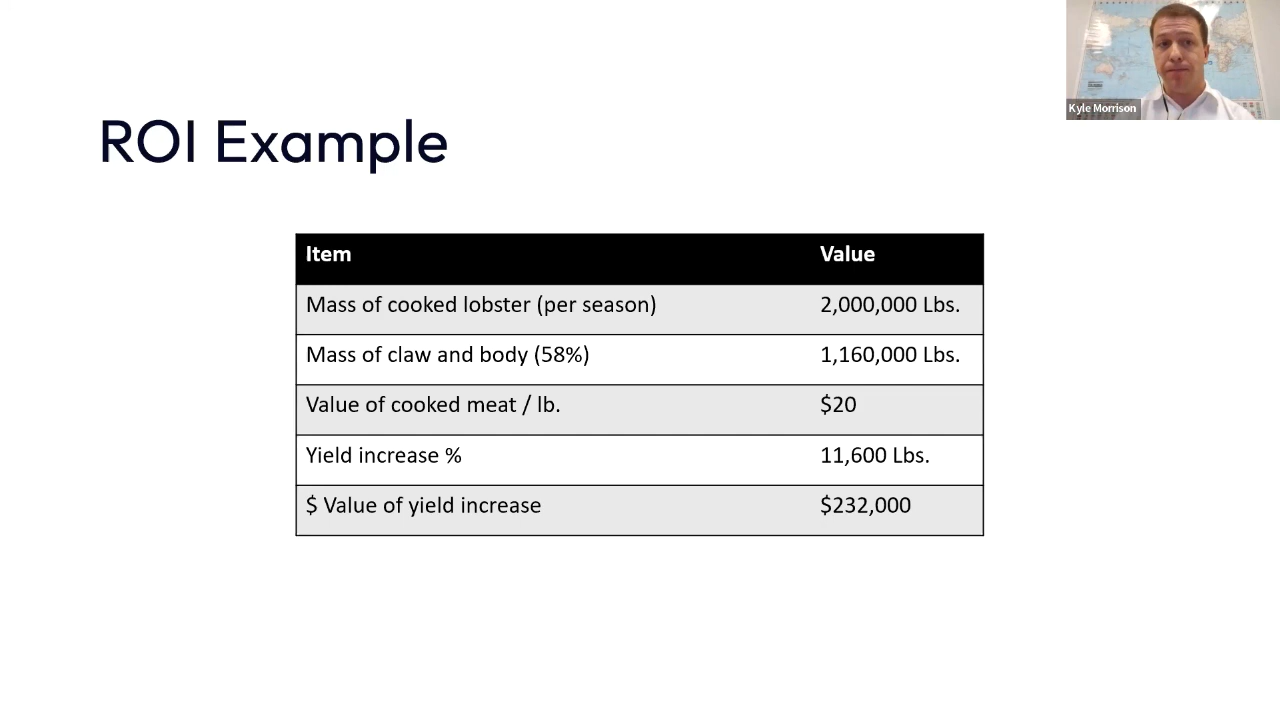 Kyle Morrison
ROI Example
Item Value
Mass of cooked lobster (per season) 2,000,000 Lbs.
Mass of claw and body (58%) 1,160,000 Lbs.
Value of cooked meat / lb. $20
Yield increase % 11,600 Lbs.
$ Value of yield increase $232,000